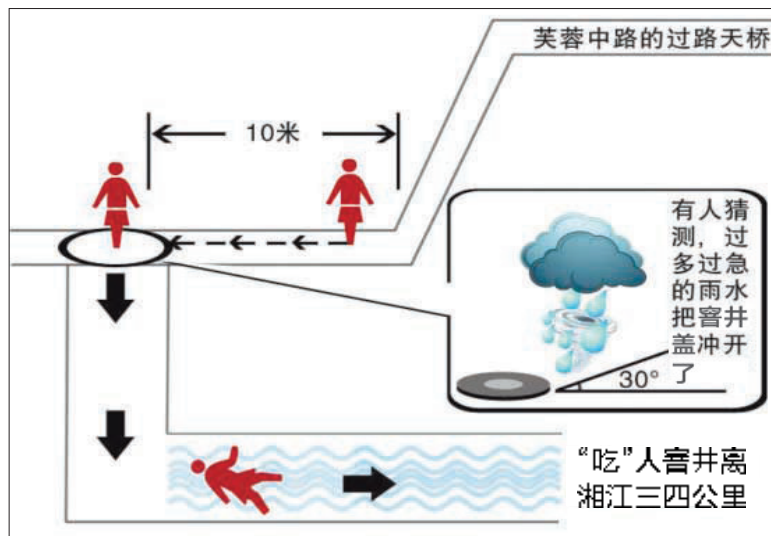 芙蓉中路的过路天桥
10米
有人猜
测，过
多过急
的雨水
把窨井
盖冲开
了
30°
“吃”人窨井离
湘江三四公里